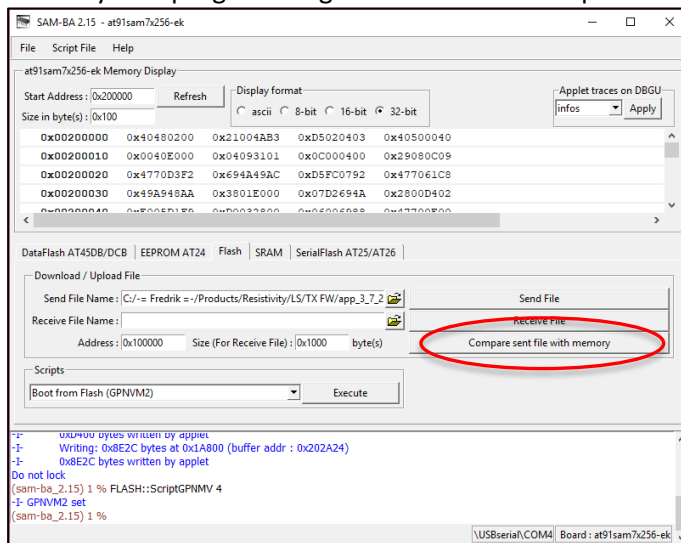 SAM-BA 2.15 - at91sam7x256-ek
File Script File Help
at91sam7x256-ek Memory Display
Start Address : 0x200000 Refresh
Size in byte(s) : 0x100
Display format
ascii 8-bit 16-bit 32-bit
Applet traces on DBGU
infos Apply
0x00200000 0x40480200 0x21004AB3 0xD5020403 0x40500040
0x00200010 0x0040E000 0x04093101 0x0C000400 0x29080C09
0x00200020 0x4770D3F2 0x694A49AC 0xD5FC0792 0x477061C8
0x00200030 0x49A948AA 0x3801E000 0x07D2694A 0x2800D402
DataFlash AT45DB/DCB EEPROM AT24 Flash SRAM SerialFlash AT25/AT26
Download / Upload File
Send File Name : C:/-= Fredrik =-/Products/Resistivity/LS/TX FW/app_3_7_2 Send File
Receive File Name : Receive File
Address : 0x100000 Size (For Receive File) : 0x1000 byte(s) Compare sent file with memory
Scripts
Boot from Flash (GPNVM2) Execute
-I- 0xD400 bytes written by applet
-I- Writing: 0x8E2C bytes at 0x1A800 (buffer addr : 0x202A24)
-I- 0x8E2C bytes written by applet
Do not lock
(sam-ba_2.15) 1 % FLASH::ScriptGPNMV 4
-I- GPNVM2 set
(sam-ba_2.15) 1 %
\USBserial\COM4 Board : at91sam7x256-ek